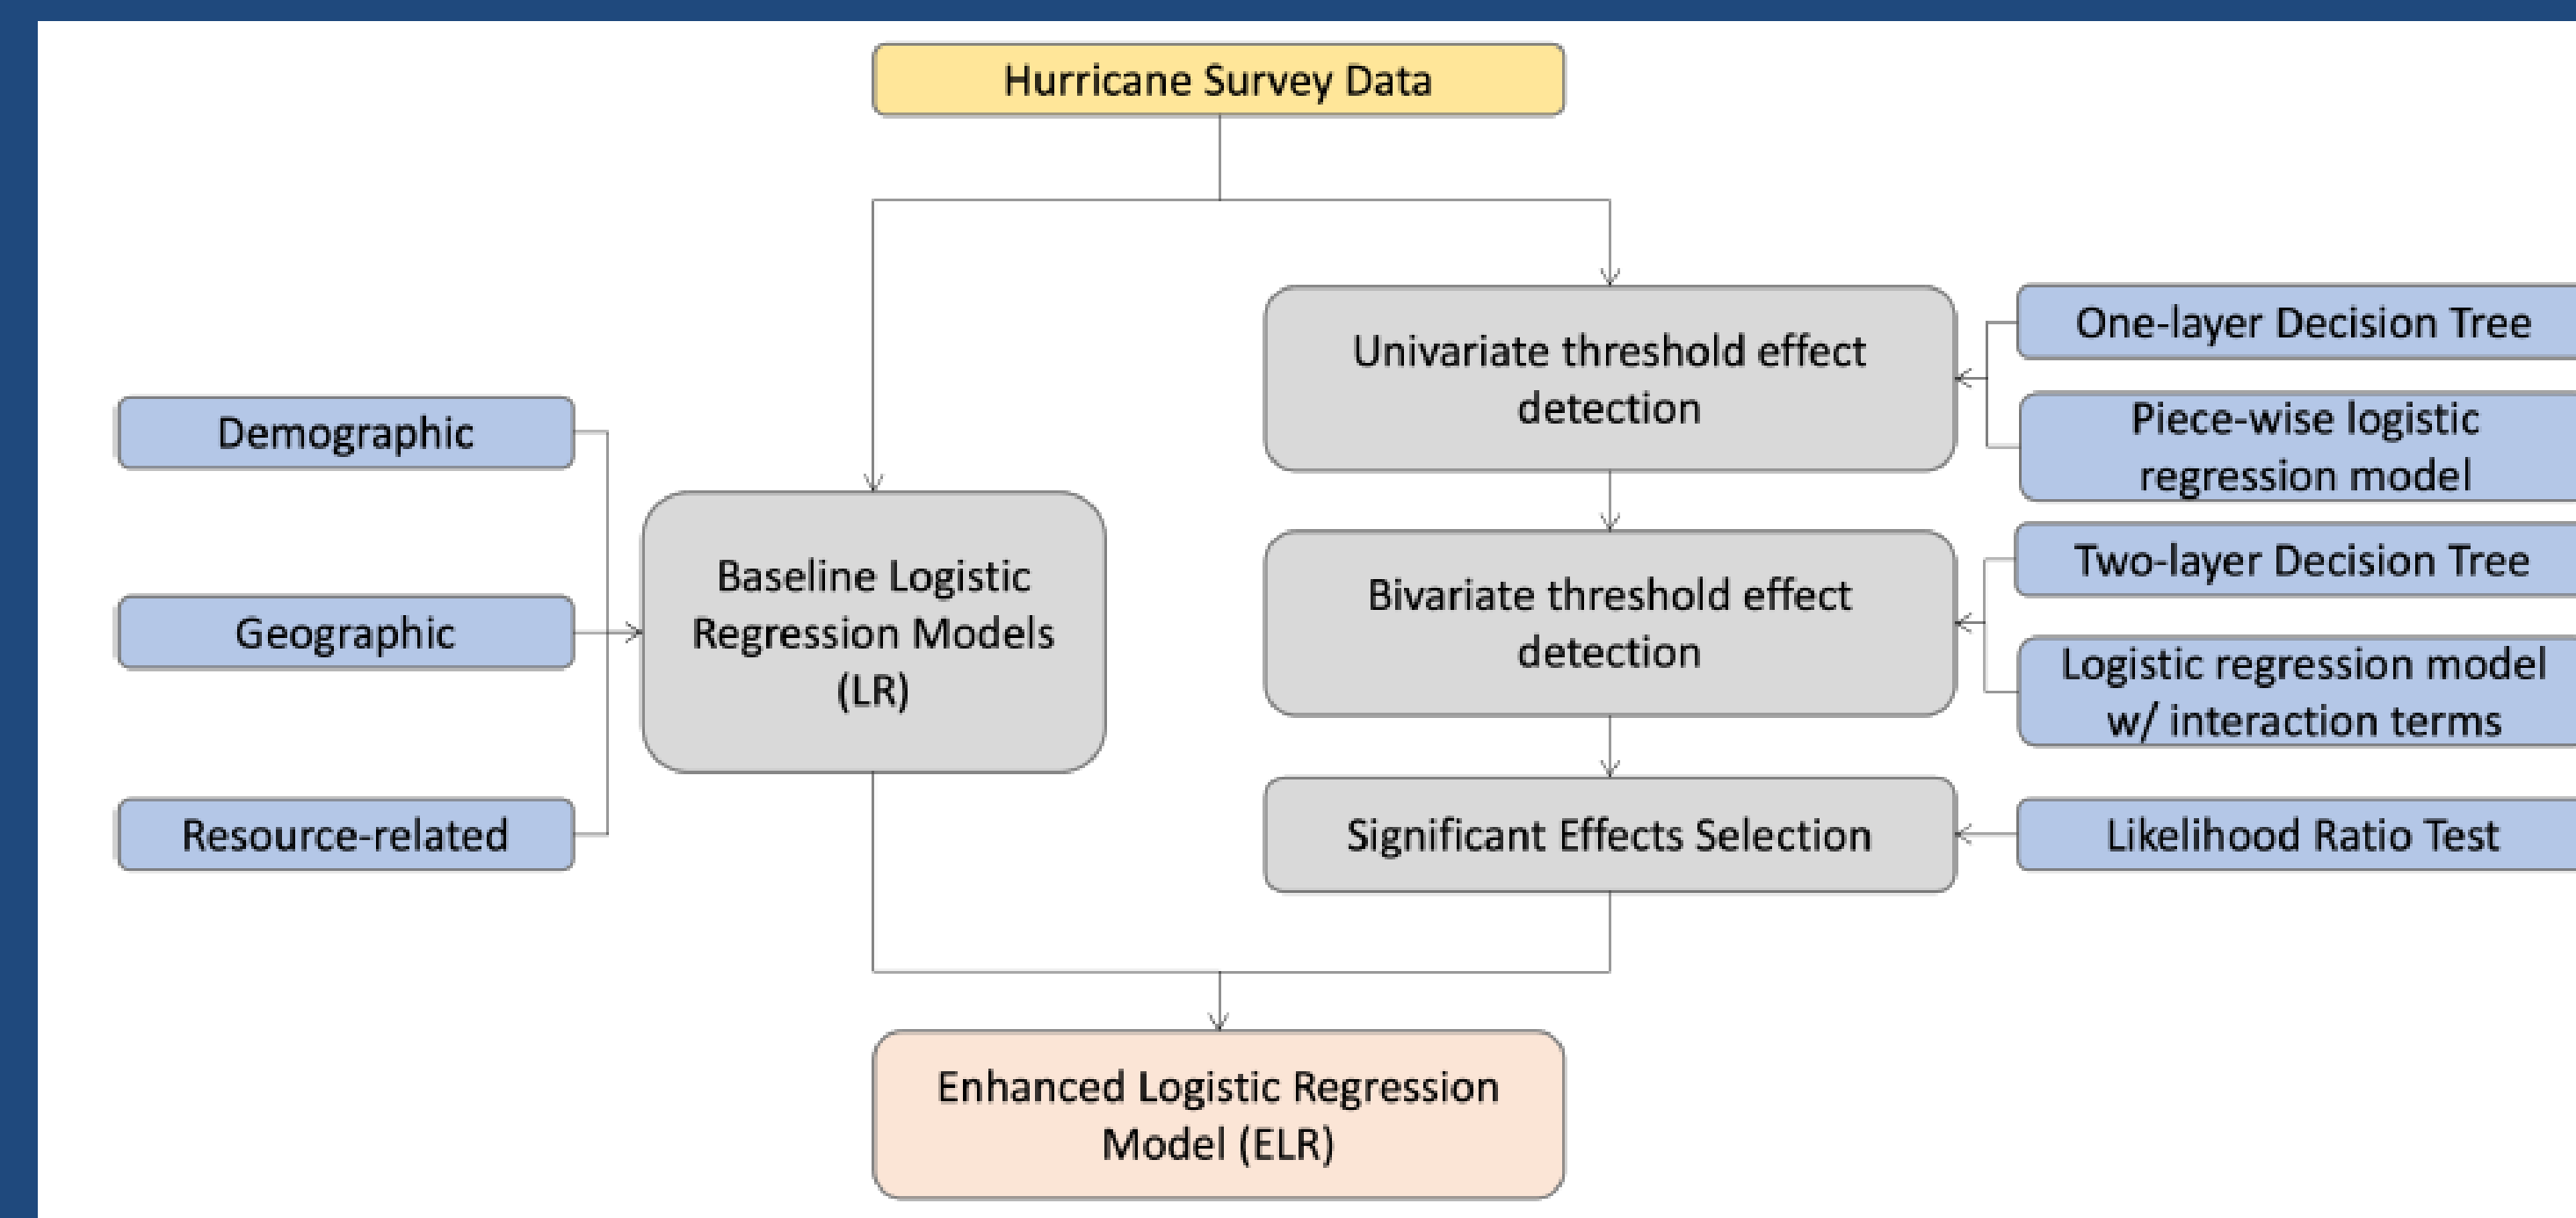 Hurricane Survey Data
Demographic
Geographic
Resource-related
Baseline Logistic
Regression Models
(LR)
Univariate threshold effect
detection
Bivariate threshold effect
detection
Significant Effects Selection
One-layer Decision Tree
Piece-wise logistic
regression model
Two-layer Decision Tree
Logistic regression model
w/ interaction terms
Likelihood Ratio Test
Enhanced Logistic Regression
Model (ELR)